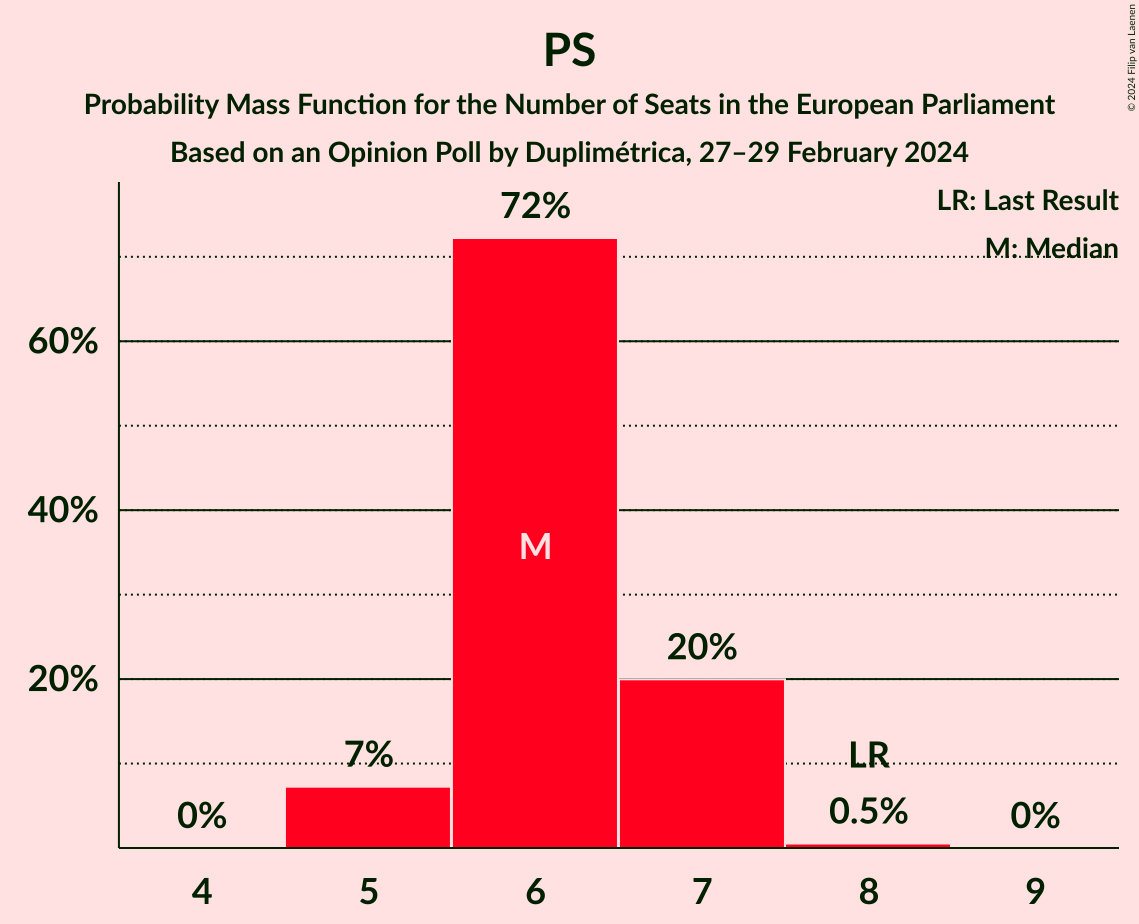 PS
Probability Mass Function for the Number of Seats in the European Parliament
Based on an Opinion Poll by Duplimétrica, 27–29 February 2024
© 2024 Filip van Laenen
LR: Last Result
M: Median
72%
60%
40%
M
20%
20%
7%
LR
0%
0.5%
0%
4 5 6 7 8 9